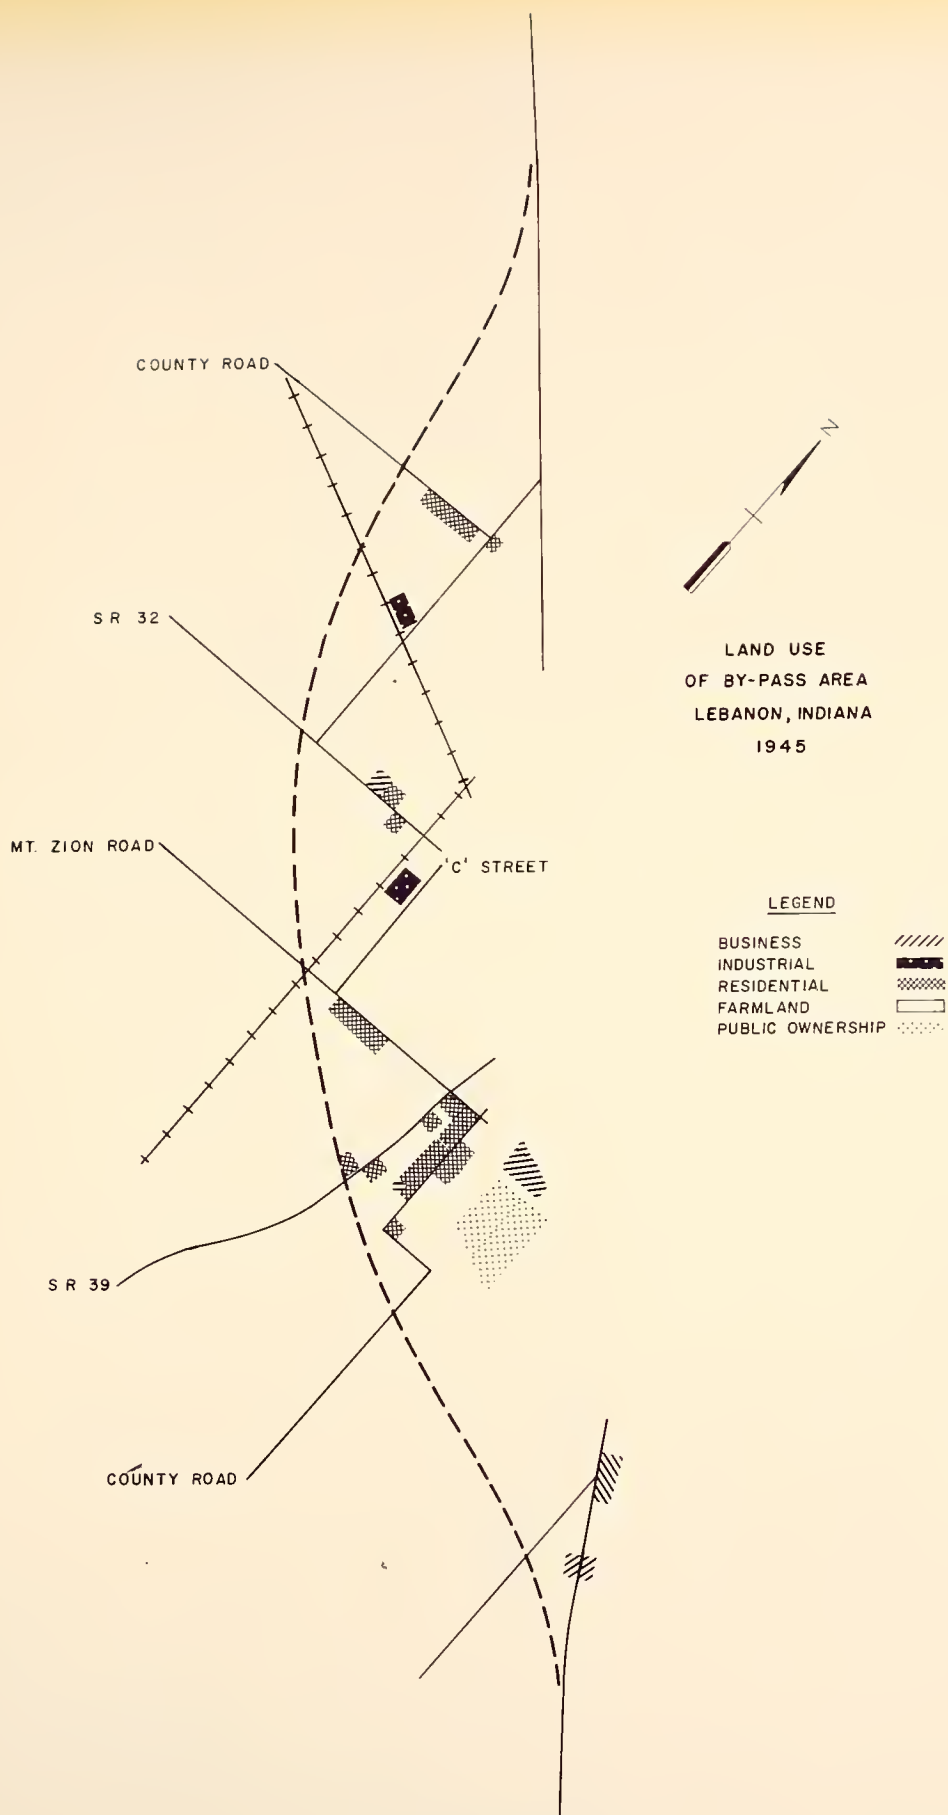 COUNTY ROAD
N
SR 32
LAND USE
OF BY-PASS AREA
LEBANON, INDIANA
1945
MT. ZION ROAD
'C' STREET
LEGEND
BUSINESS
INDUSTRIAL
RESIDENTIAL
FARMLAND
PUBLIC OWNERSHIP
SR 39
COUNTY ROAD